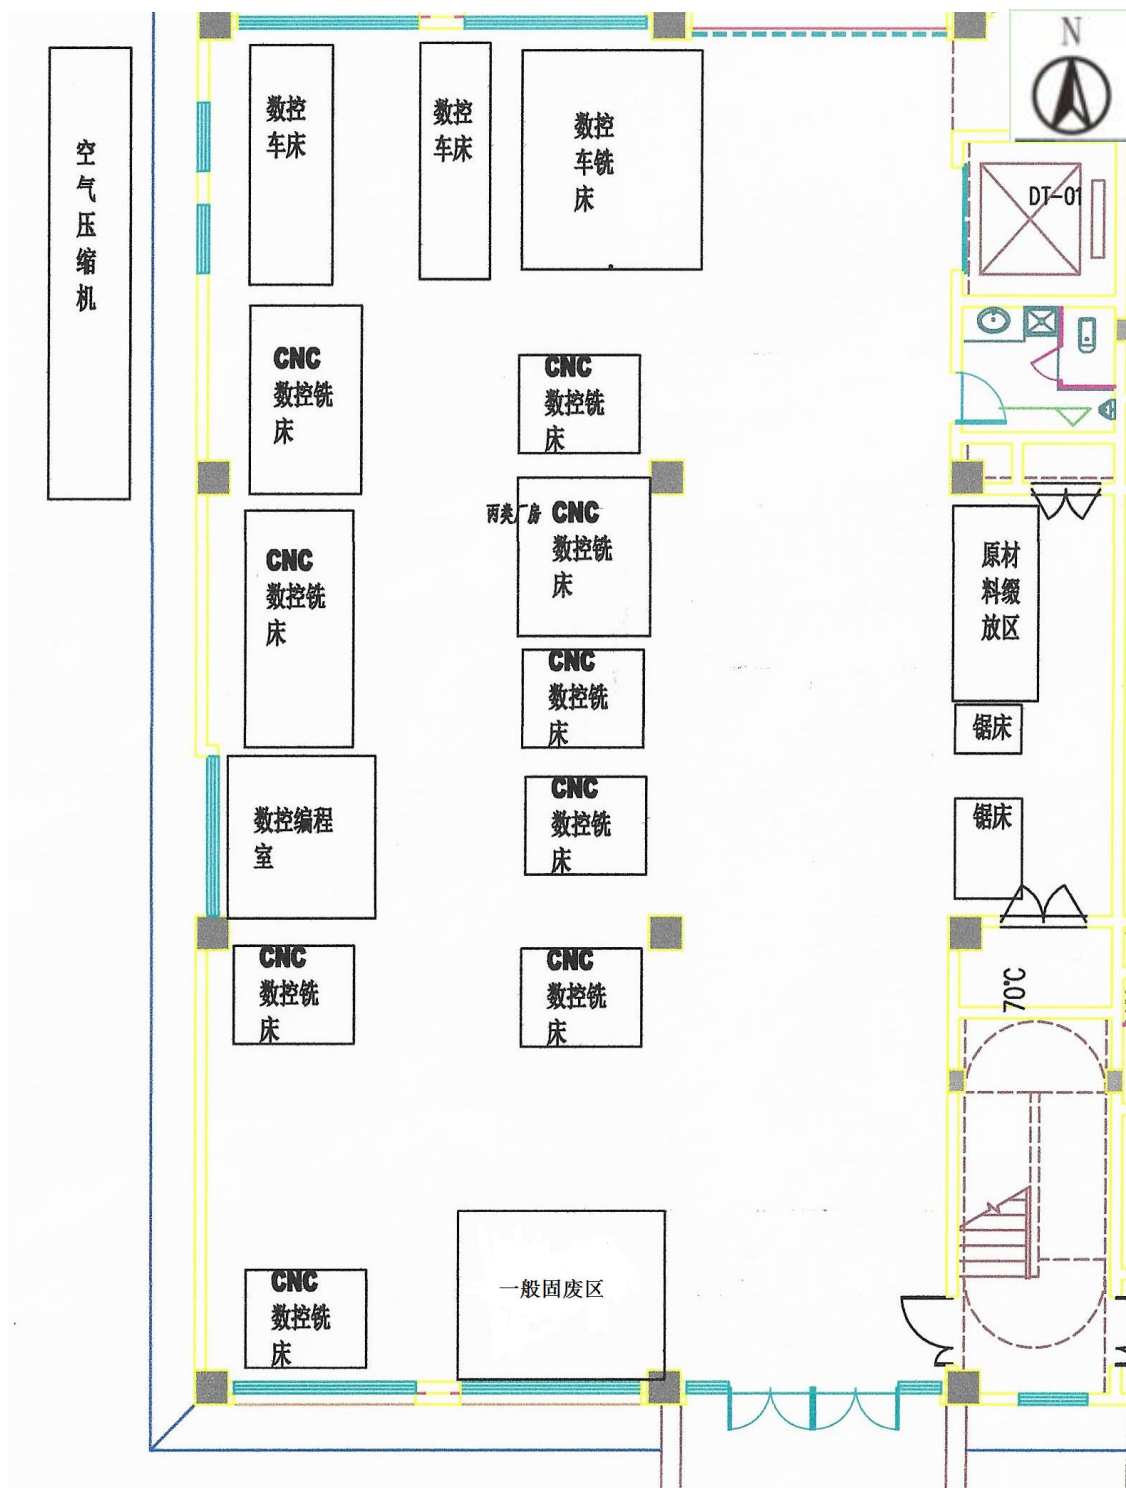 N
数控
车床
数控
车床
数控
车铣
床
空
气
压
缩
机
DT-01
CNC
数控铣
床
CNC
数控铣
床
丙类厂房
CNC
数控铣
床
CNC
数控铣
床
原材
料缀
放区
CNC
数控铣
床
锯床
CNC
数控铣
床
锯床
数控编程
室
CNC
数控铣
床
CNC
数控铣
床
70℃
一般固废区
CNC
数控铣
床